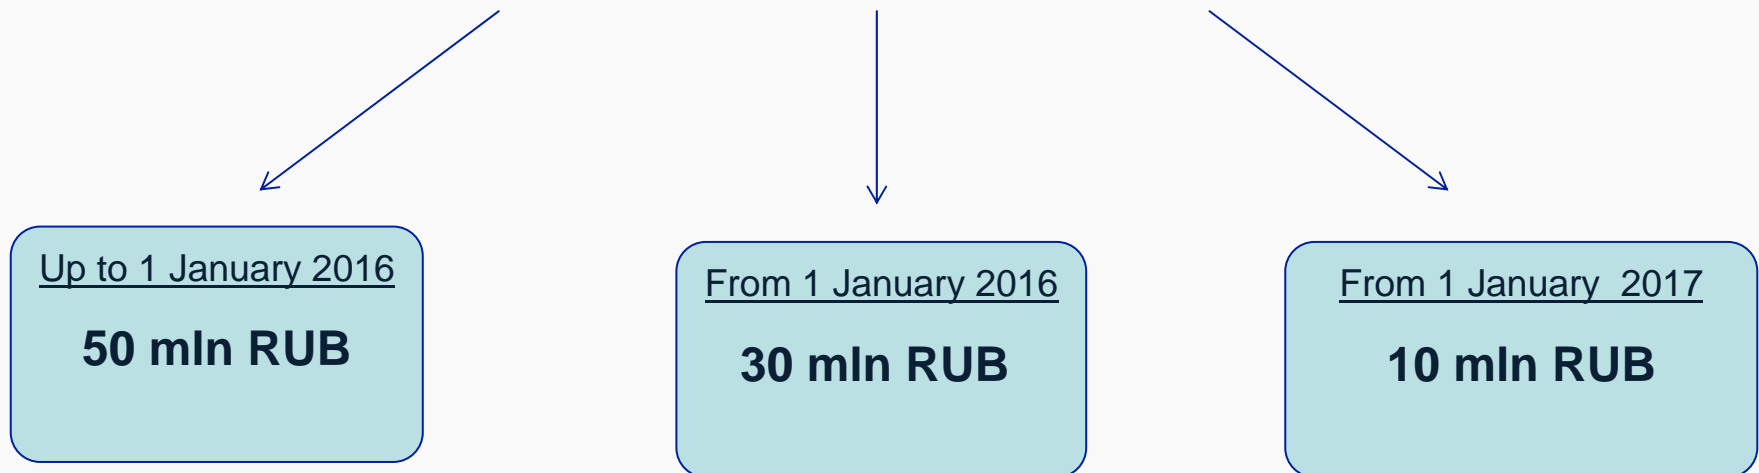 Up to 1 January 2016
50 mln RUB
From 1 January 2016
30 mln RUB
From 1 January 2017
10 mln RUB